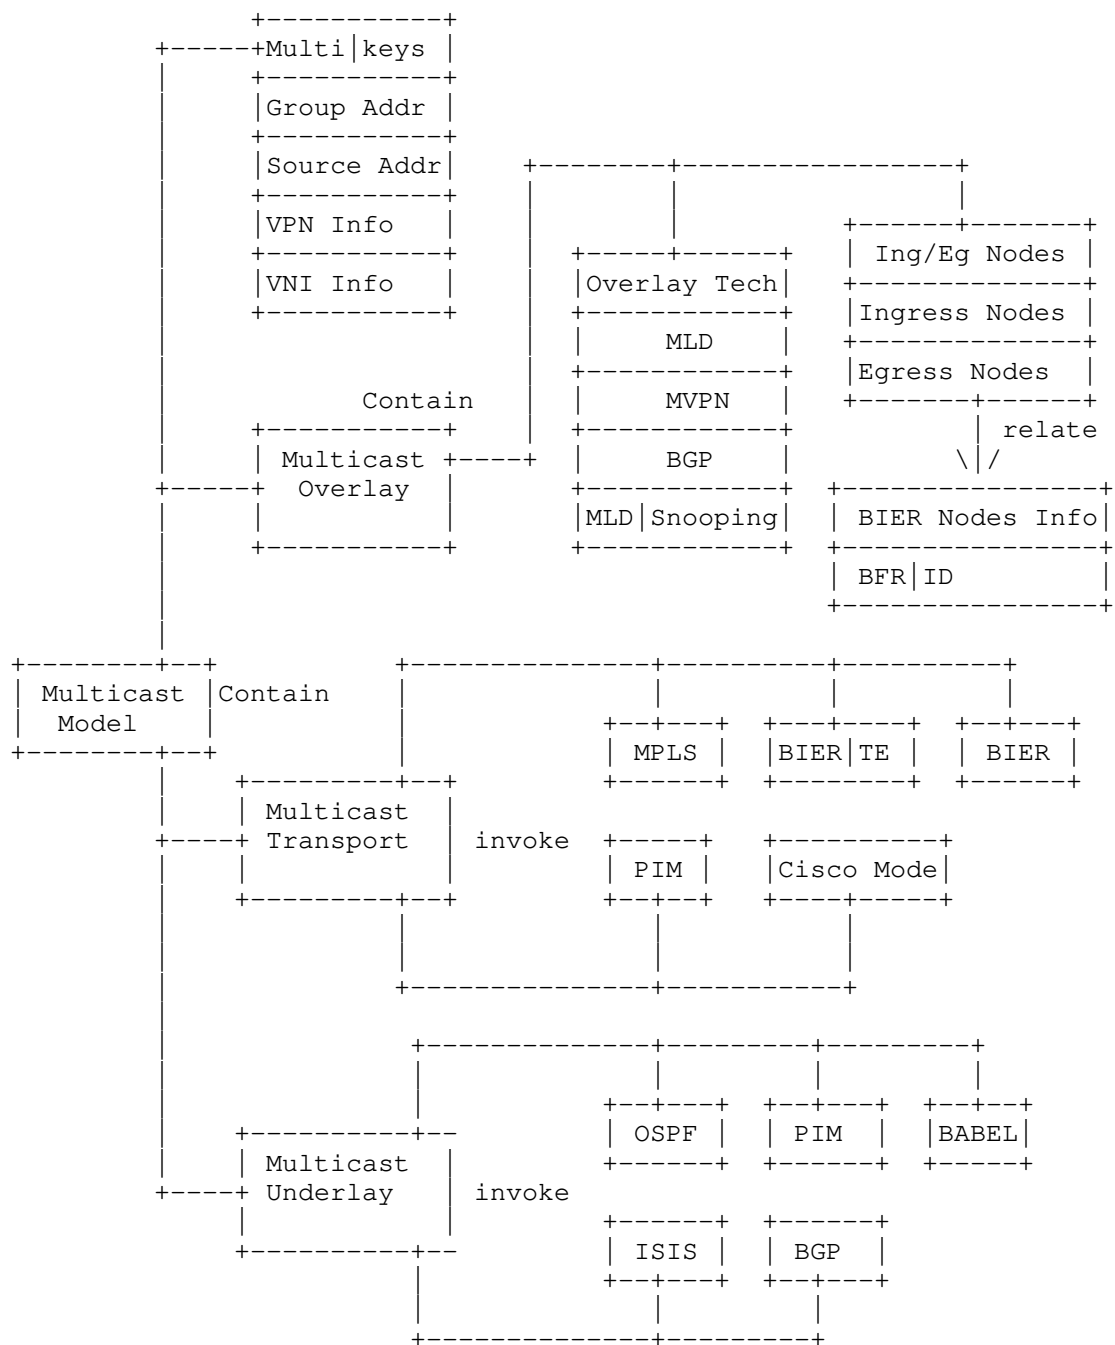 Multi|keys
Group Addr
Source Addr
VPN Info
VNI Info
Overlay Tech
MLD
MVPN
BGP
MLD|Snooping
Ing/Eg Nodes
Ingress Nodes
Egress Nodes
relate
BIER Nodes Info
BFR|ID
Contain
Multicast
Overlay
Multicast
Model
Contain
MPLS
BIER|TE
BIER
Multicast
Transport
invoke
PIM
Cisco Mode
OSPF
PIM
BABEL
Multicast
Underlay
invoke
ISIS
BGP